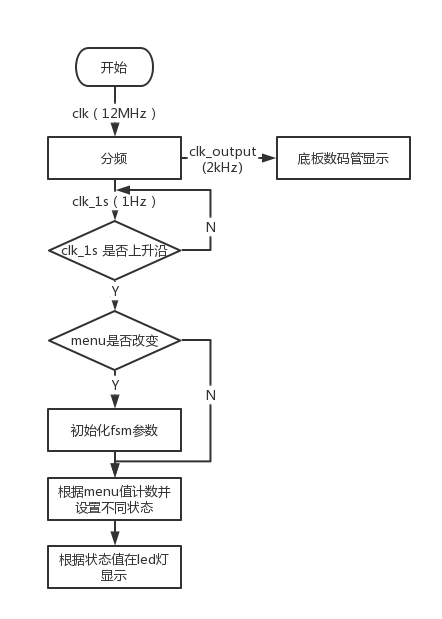 开始
clk（12MHz）
分频
clk_output
(2kHz)
底板数码管显示
clk_1s（1Hz）
N
clk_1s 是否上升沿
Y
menu是否改变
Y
N
初始化fsm参数
根据menu值计数并
设置不同状态
根据状态值在led灯
显示